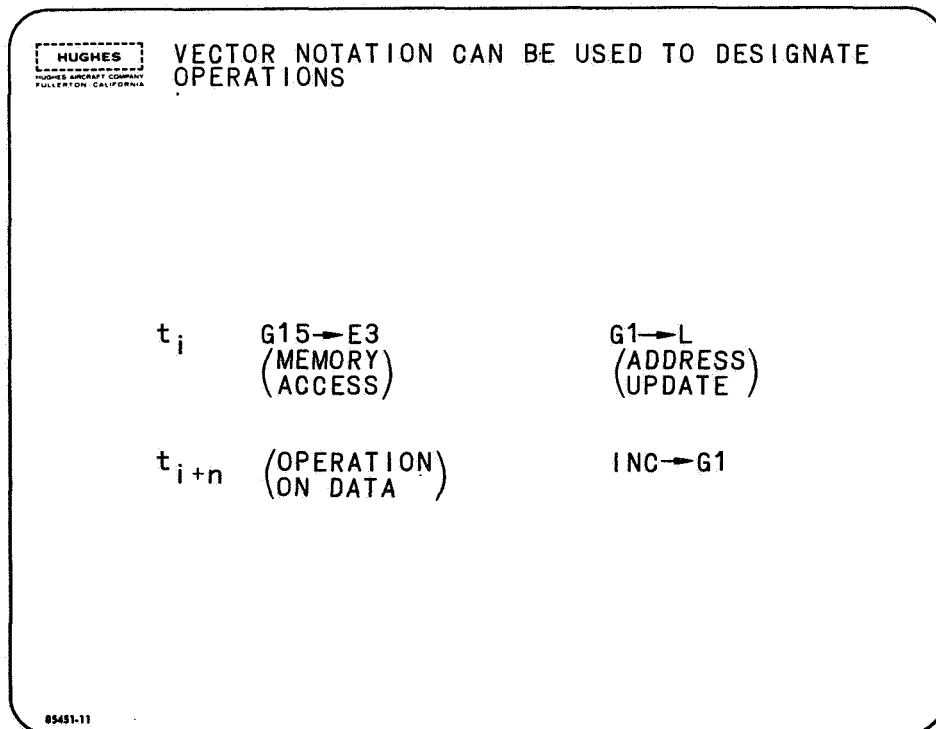 HUGHES
HUGHES AIRCRAFT COMPANY
FULLERTON CALIFORNIA
VECTOR NOTATION CAN BE USED TO DESIGNATE
OPERATIONS
ti G15→E3 G1→L
(MEMORY ACCESS) (ADDRESS UPDATE)
ti+n (OPERATION ON DATA) INC→G1
85451-11